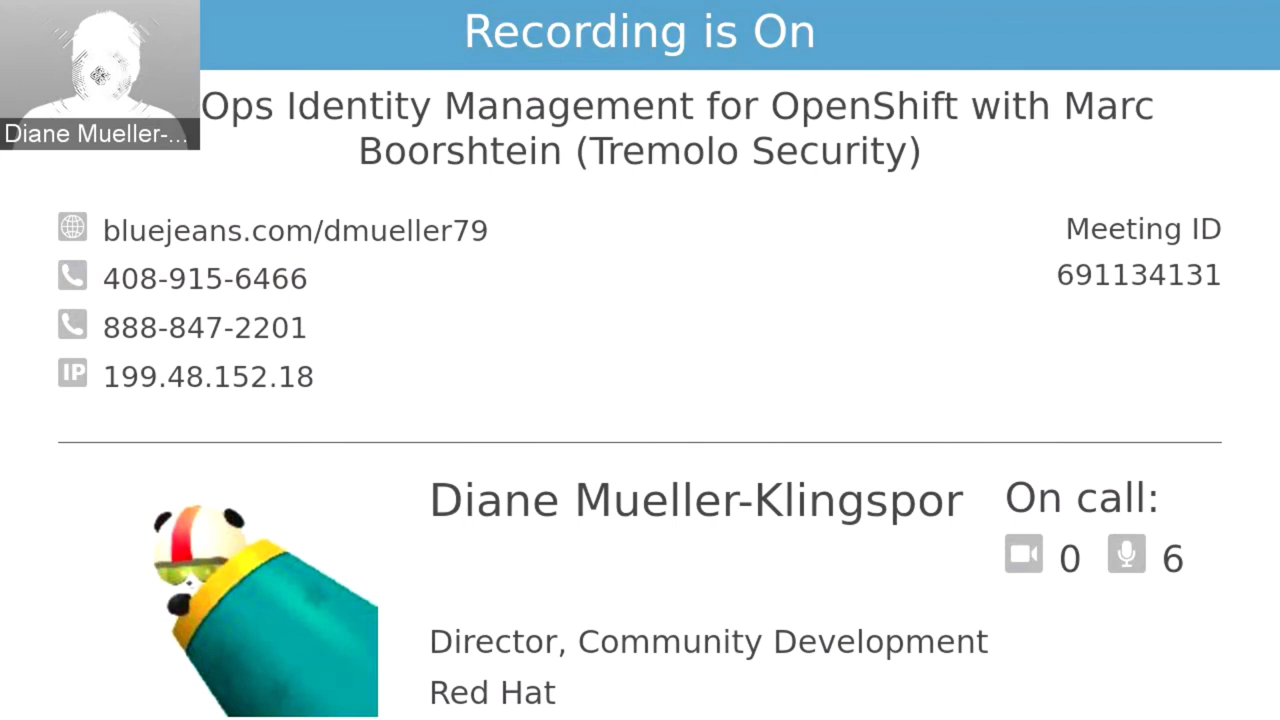 Recording is On
Diane Mueller-...
Ops Identity Management for OpenShift with Marc
Boorshtein (Tremolo Security)
bluejeans.com/dmueller79
408-915-6466
888-847-2201
IP 199.48.152.18
Meeting ID
691134131
Diane Mueller-Klingspor
On call:
0 6
Director, Community Development
Red Hat